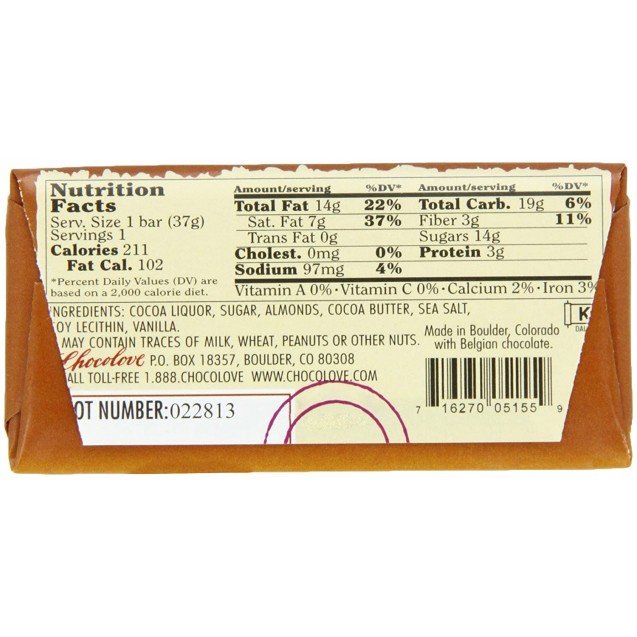 Nutrition
Facts
Serv. Size 1 bar (37g)
Servings 1
Calories 211
Fat Cal. 102
*Percent Daily Values (DV) are
based on a 2,000 calorie diet.
Amount/serving %DV*
Total Fat 14g 22%
Sat. Fat 7g 37%
Trans Fat 0g
Cholest. 0mg 0%
Sodium 97mg 4%
Amount/serving %DV*
Total Carb. 19g 6%
Fiber 3g 11%
Sugars 14g
Protein 3g
Vitamin A 0% · Vitamin C 0% · Calcium 2% · Iron 3%
NGREDIENTS: COCOA LIQUOR, SUGAR, ALMONDS, COCOA BUTTER, SEA SALT,
OY LECITHIN, VANILLA.
MAY CONTAIN TRACES OF MILK, WHEAT, PEANUTS OR OTHER NUTS.
Chocolove P.O. BOX 18357, BOULDER, CO 80308
ALL TOLL-FREE 1.888.CHOCOLOVE WWW.CHOCOLOVE.COM
OT NUMBER:022813
K
DAI
Made in Boulder, Colorado
with Belgian chocolate.
7 16270 05155 9